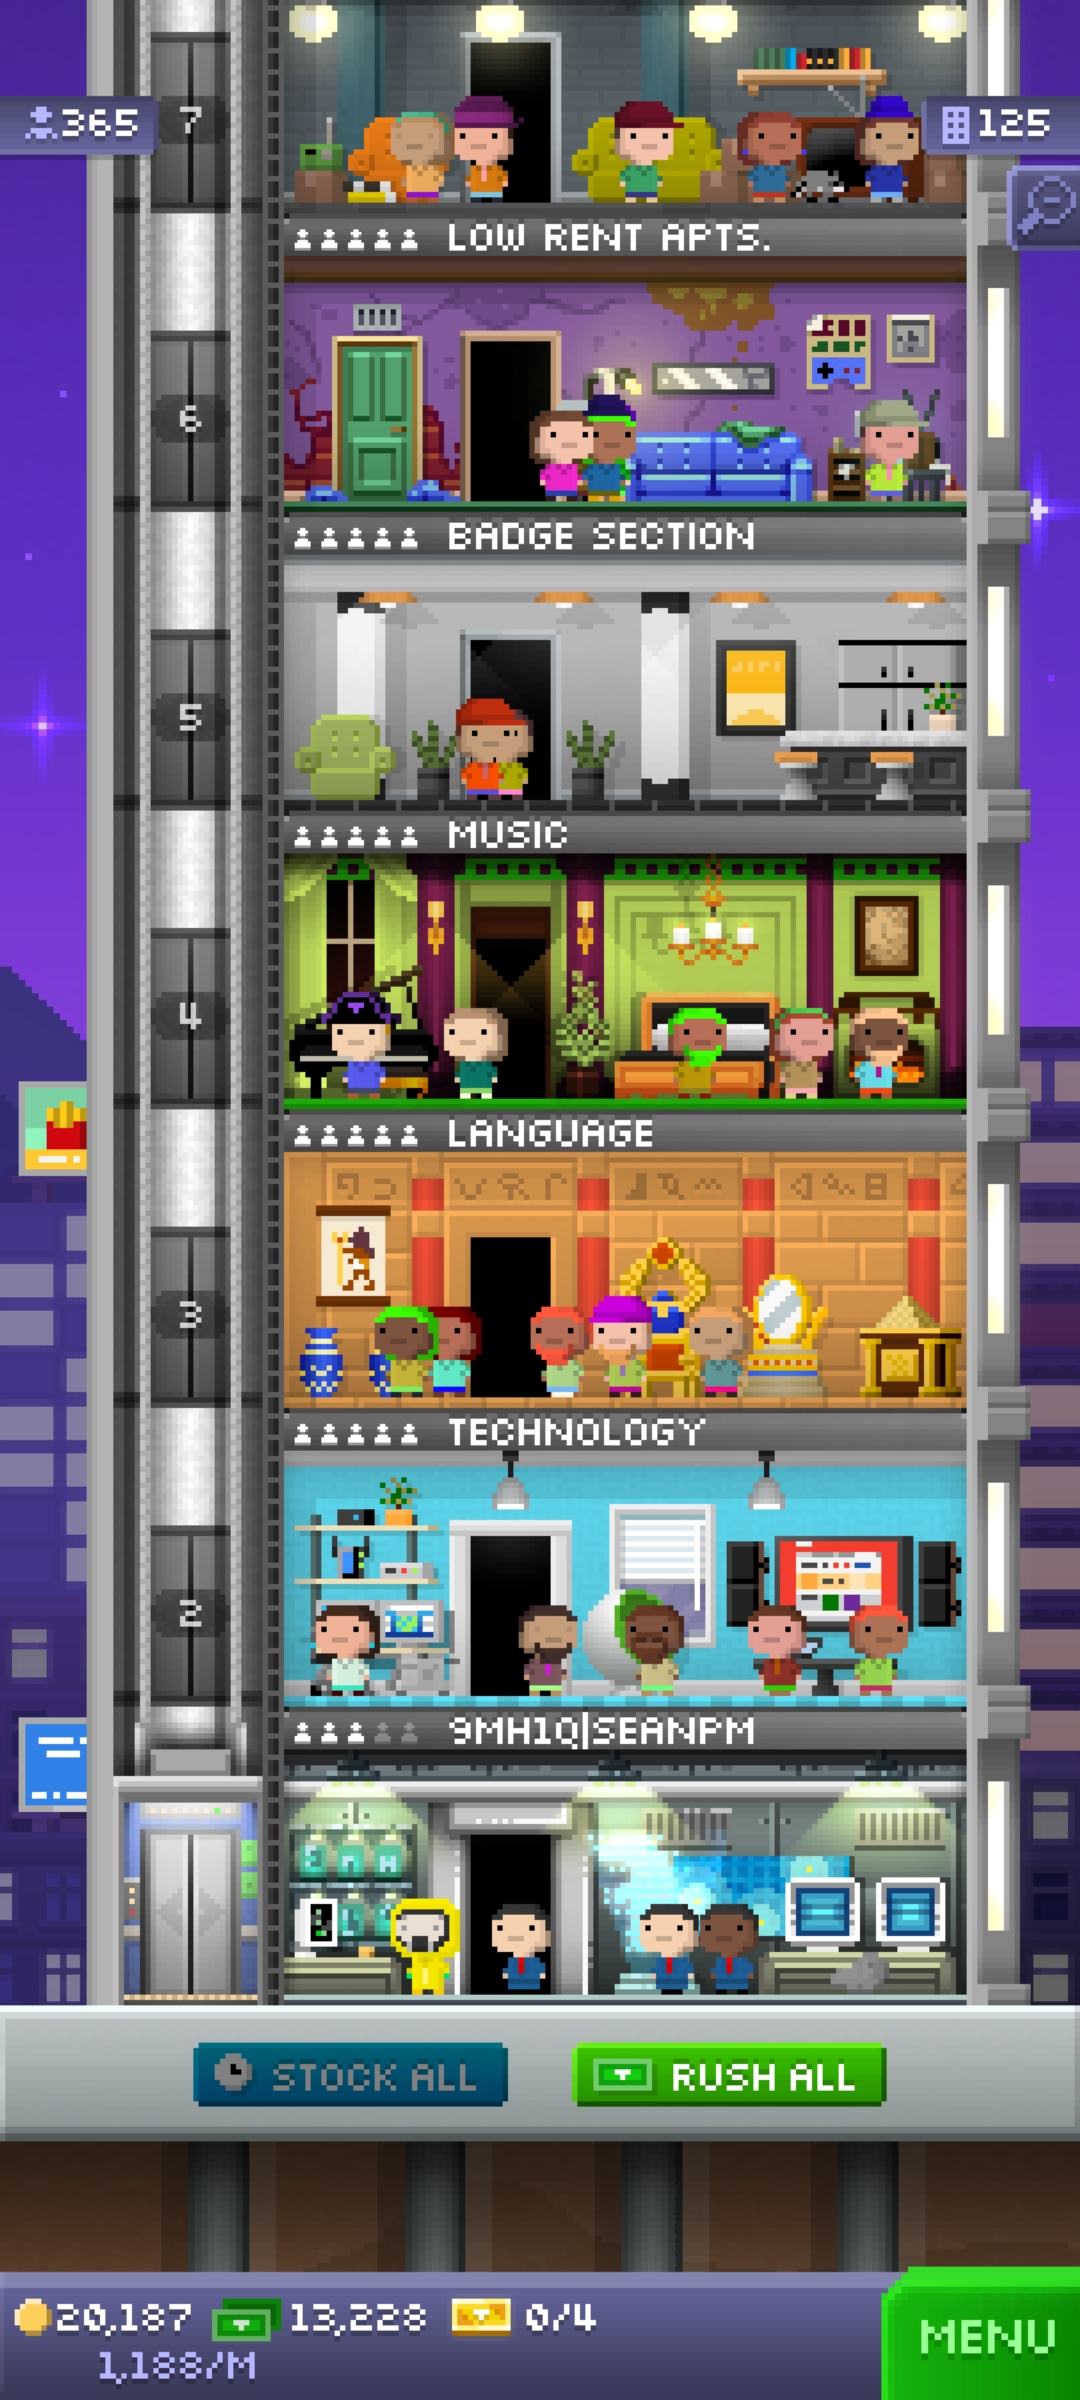 365
7
125
LOW RENT APTS.
6
BADGE SECTION
5
MUSIC
4
LANGUAGE
3
TECHNOLOGY
2
9MH1Q|SEANPM
STOCK ALL
RUSH ALL
20,187
13,228
0/4
1,188/M
MENU